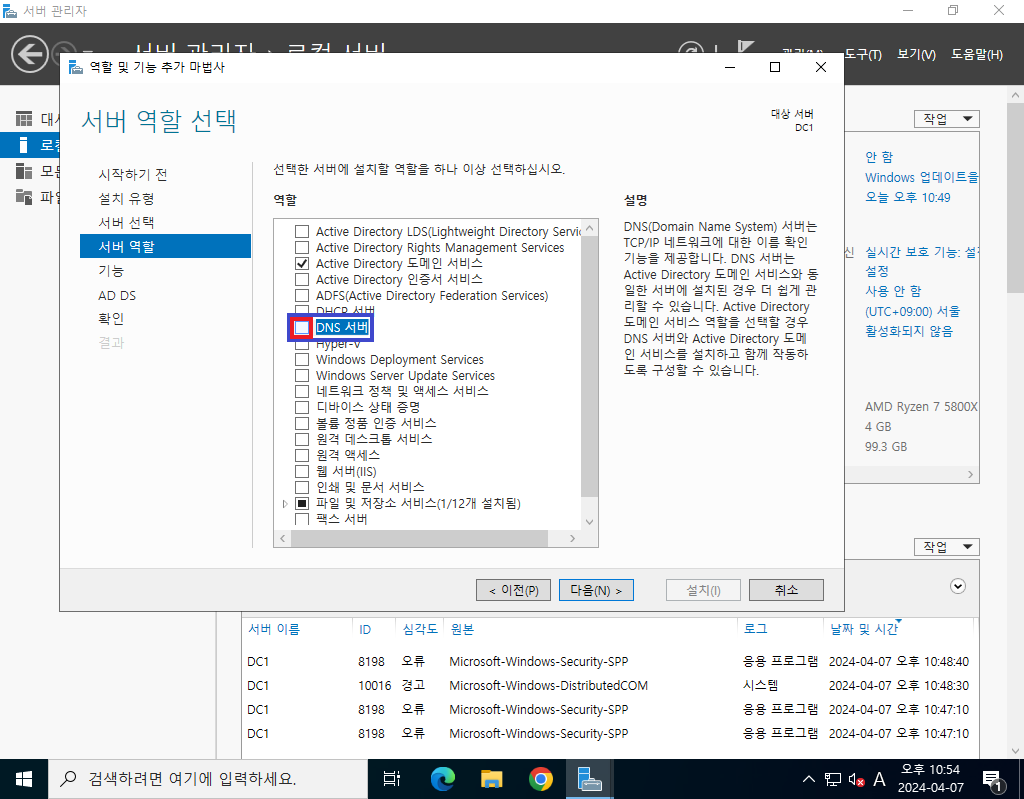 서버 관리자
서버 관리자 › 로컬 서버
도구(T) 보기(V) 도움말(H)
역할 및 기능 추가 마법사
서버 역할 선택
대상 서버
DC1
시작하기 전
설치 유형
서버 선택
서버 역할
기능
AD DS
확인
결과
선택한 서버에 설치할 역할을 하나 이상 선택하십시오.
역할
Active Directory LDS(Lightweight Directory Servic
Active Directory Rights Management Services
Active Directory 도메인 서비스
Active Directory 인증서 서비스
ADFS(Active Directory Federation Services)
DHCP 서버
DNS 서버
Hyper-V
Windows Deployment Services
Windows Server Update Services
네트워크 정책 및 액세스 서비스
디바이스 상태 증명
볼륨 정품 인증 서비스
원격 데스크톱 서비스
원격 액세스
웹 서버(IIS)
인쇄 및 문서 서비스
파일 및 저장소 서비스(1/12개 설치됨)
팩스 서버
설명
DNS(Domain Name System) 서버는
TCP/IP 네트워크에 대한 이름 확인
기능을 제공합니다. DNS 서버는
Active Directory 도메인 서비스와 동
일한 서버에 설치된 경우 더 쉽게 관
리할 수 있습니다. Active Directory
도메인 서비스 역할을 선택할 경우
DNS 서버와 Active Directory 도메
인 서비스를 설치하고 함께 작동하
도록 구성할 수 있습니다.
< 이전(P) 다음(N) > 설치(I) 취소
작업
안 함
Windows 업데이트를
오늘 오후 10:49
신 실시간 보호 기능: 설정
설정
사용 안 함
(UTC+09:00) 서울
활성화되지 않음
AMD Ryzen 7 5800X
4 GB
99.3 GB
작업
서버 이름 ID 심각도 원본 로그 날짜 및 시간
DC1 8198 오류 Microsoft-Windows-Security-SPP 응용 프로그램 2024-04-07 오후 10:48:40
DC1 10016 경고 Microsoft-Windows-DistributedCOM 시스템 2024-04-07 오후 10:48:30
DC1 8198 오류 Microsoft-Windows-Security-SPP 응용 프로그램 2024-04-07 오후 10:47:10
DC1 8198 오류 Microsoft-Windows-Security-SPP 응용 프로그램 2024-04-07 오후 10:47:10
검색하려면 여기에 입력하세요.
A
오후 10:54
2024-04-07
1